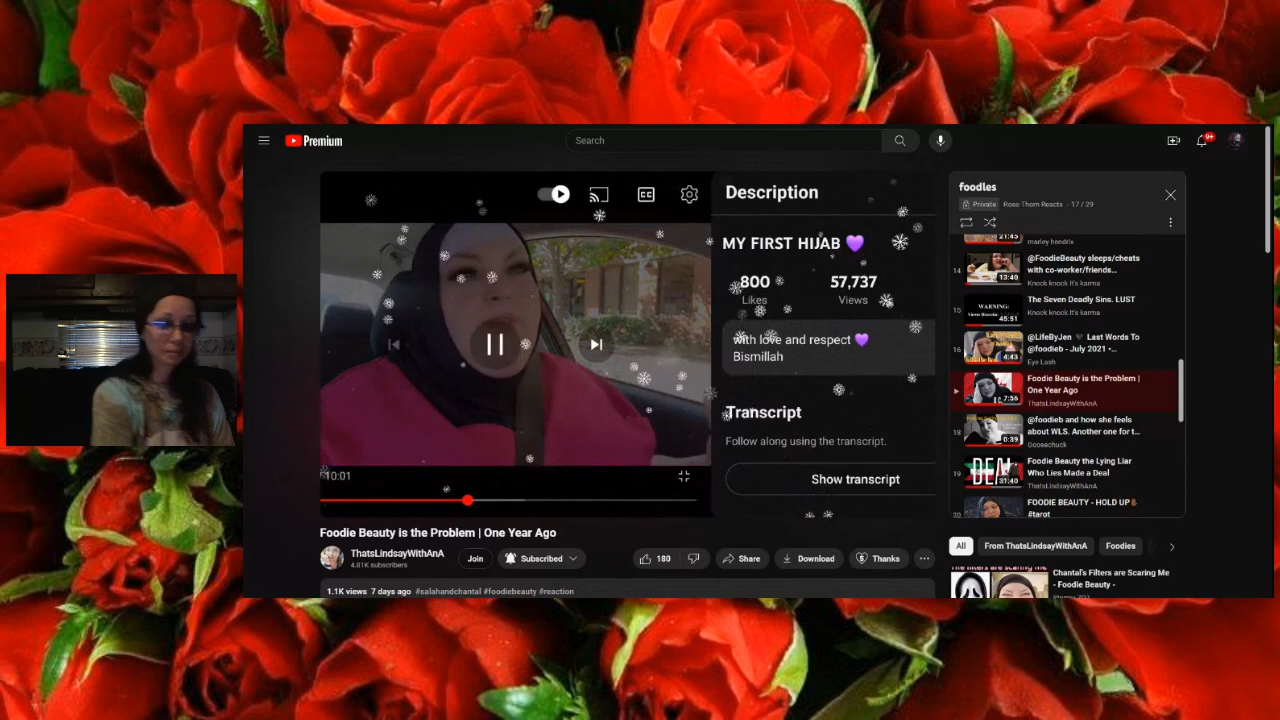 Premium
Search
9+
Description
MY FIRST HIJAB 💜
800
57,737
Likes
Views
With love and respect 💜
Bismillah
Transcript
Follow along using the transcript.
Show transcript
10:01
Foodie Beauty is the Problem | One Year Ago
ThatsLindsayWithAnA
4.81K subscribers
Join
Subscribed
180
Share
Download
Thanks
1.1K views 7 days ago #salahandchantal #foodiebeauty #reaction
foodles
Private Rose Thorn Reacts - 17 / 29
21:45
marley hendrix
14
13:40
@FoodieBeauty sleeps/cheats
with co-worker/friends...
Knock knock It's karma
15
WARNING:
45:51
The Seven Deadly Sins. LUST
Knock knock It's karma
16
4:43
@LifeByJen 🖤 Last Words To
@foodieb - July 2021 •...
Eye Lash
7:56
Foodie Beauty is the Problem |
One Year Ago
ThatsLindsayWithAnA
18
0:39
@foodieb and how she feels
about WLS. Another one for t...
Goosechuck
19
DEAL
31:40
Foodie Beauty the Lying Liar
Who Lies Made a Deal
ThatsLindsayWithAnA
20
FOODIE BEAUTY - HOLD UP✋
#tarot
All
From ThatsLindsayWithAnA
Foodies
Chantal's Filters are Scaring Me
- Foodie Beauty -